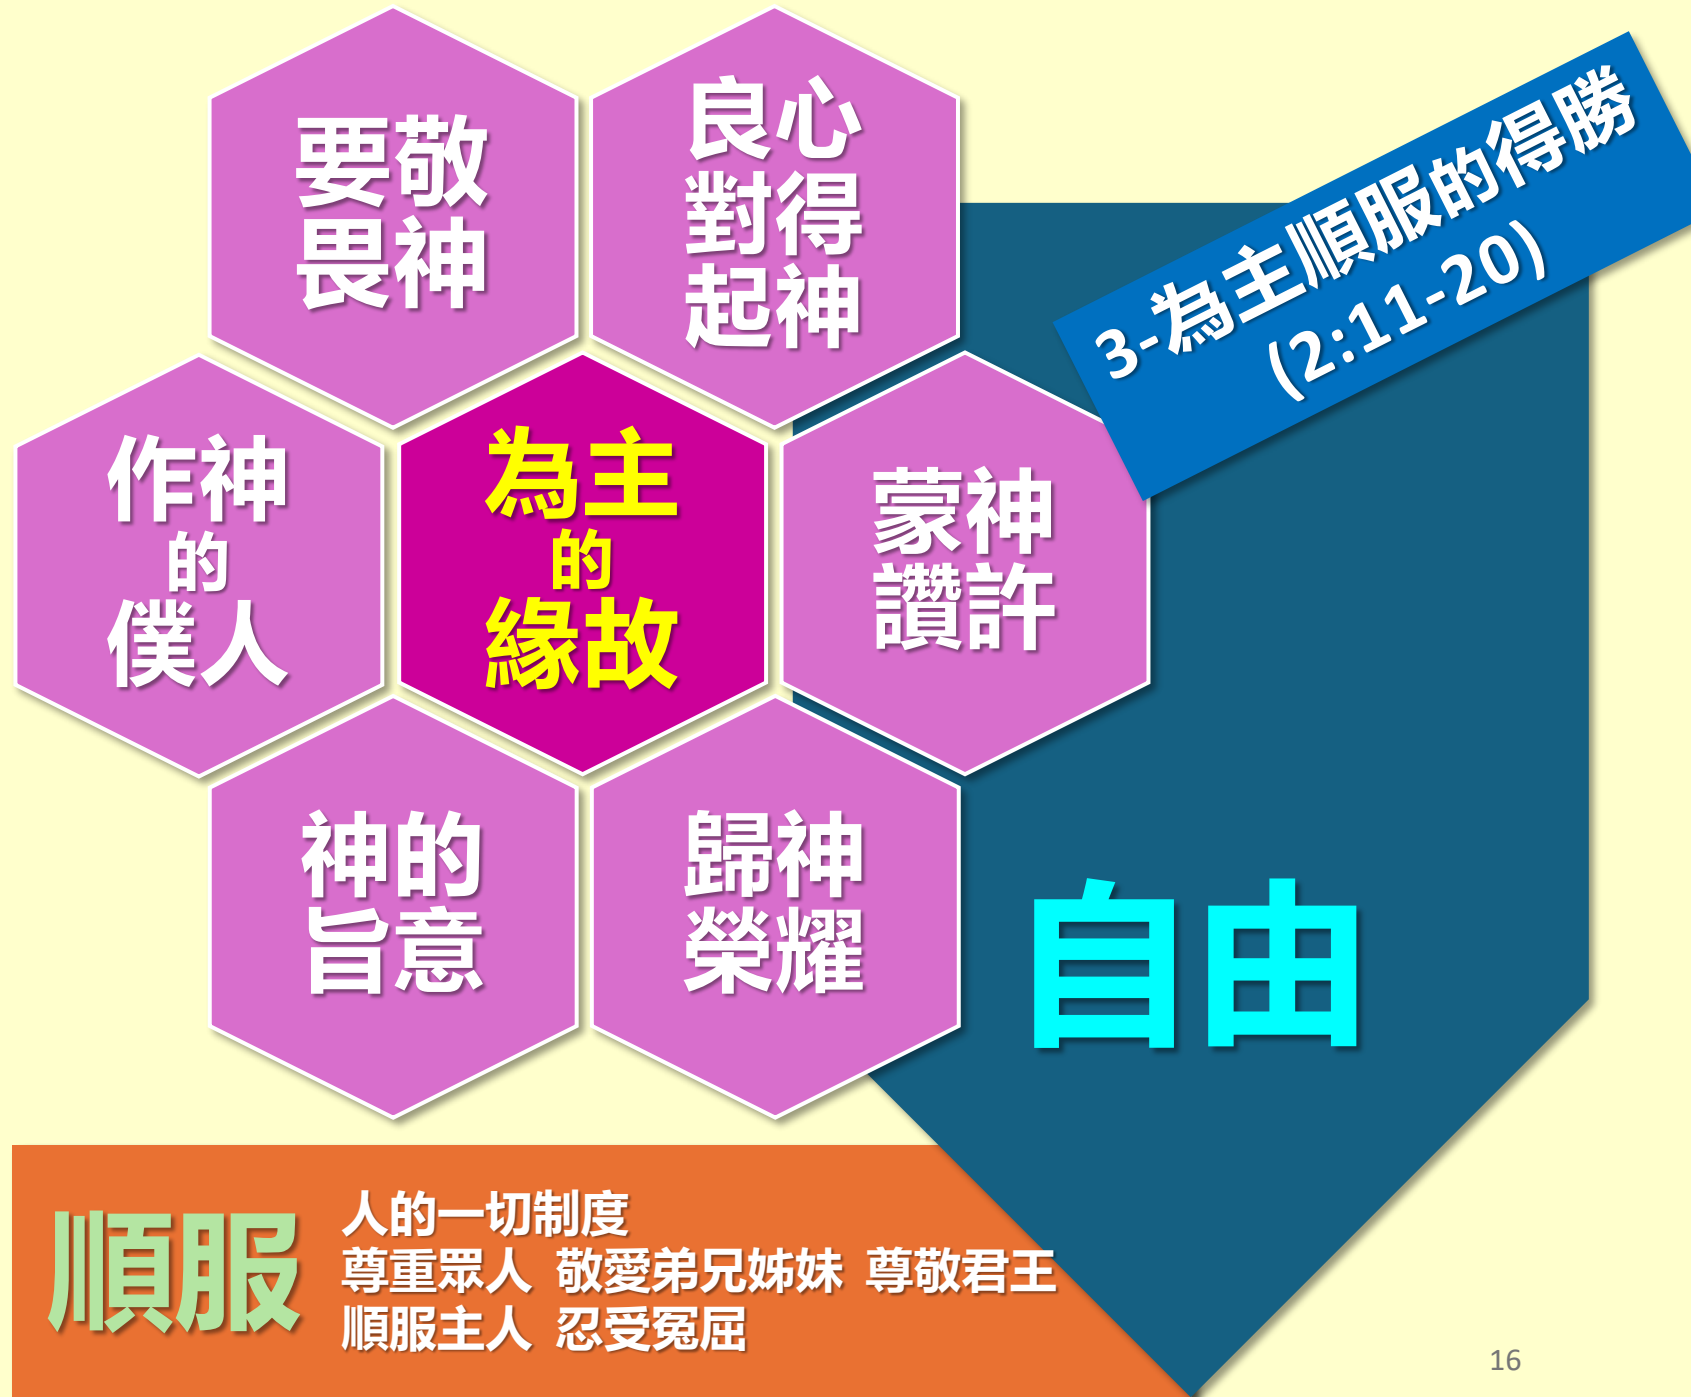 3-為主順服的得勝
(2:11-20)
要敬
畏神
良心
對得
起神
作神
的
僕人
為主
的
緣故
蒙神
讚許
神的
旨意
歸神
榮耀
自由
順服
人的一切制度
尊重眾人 敬愛弟兄姊妹 尊敬君王
順服主人 忍受冤屈
16